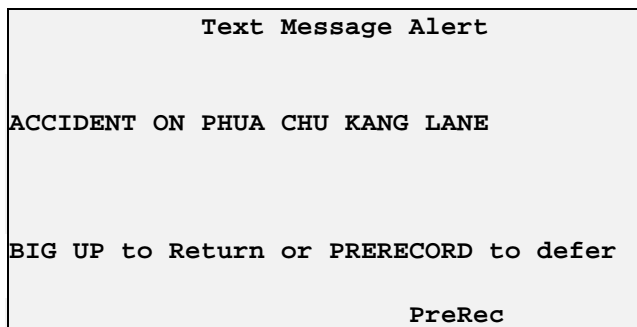 Text Message Alert
ACCIDENT ON PHUA CHU KANG LANE
BIG UP to Return or PRERECORD to defer
PreRec